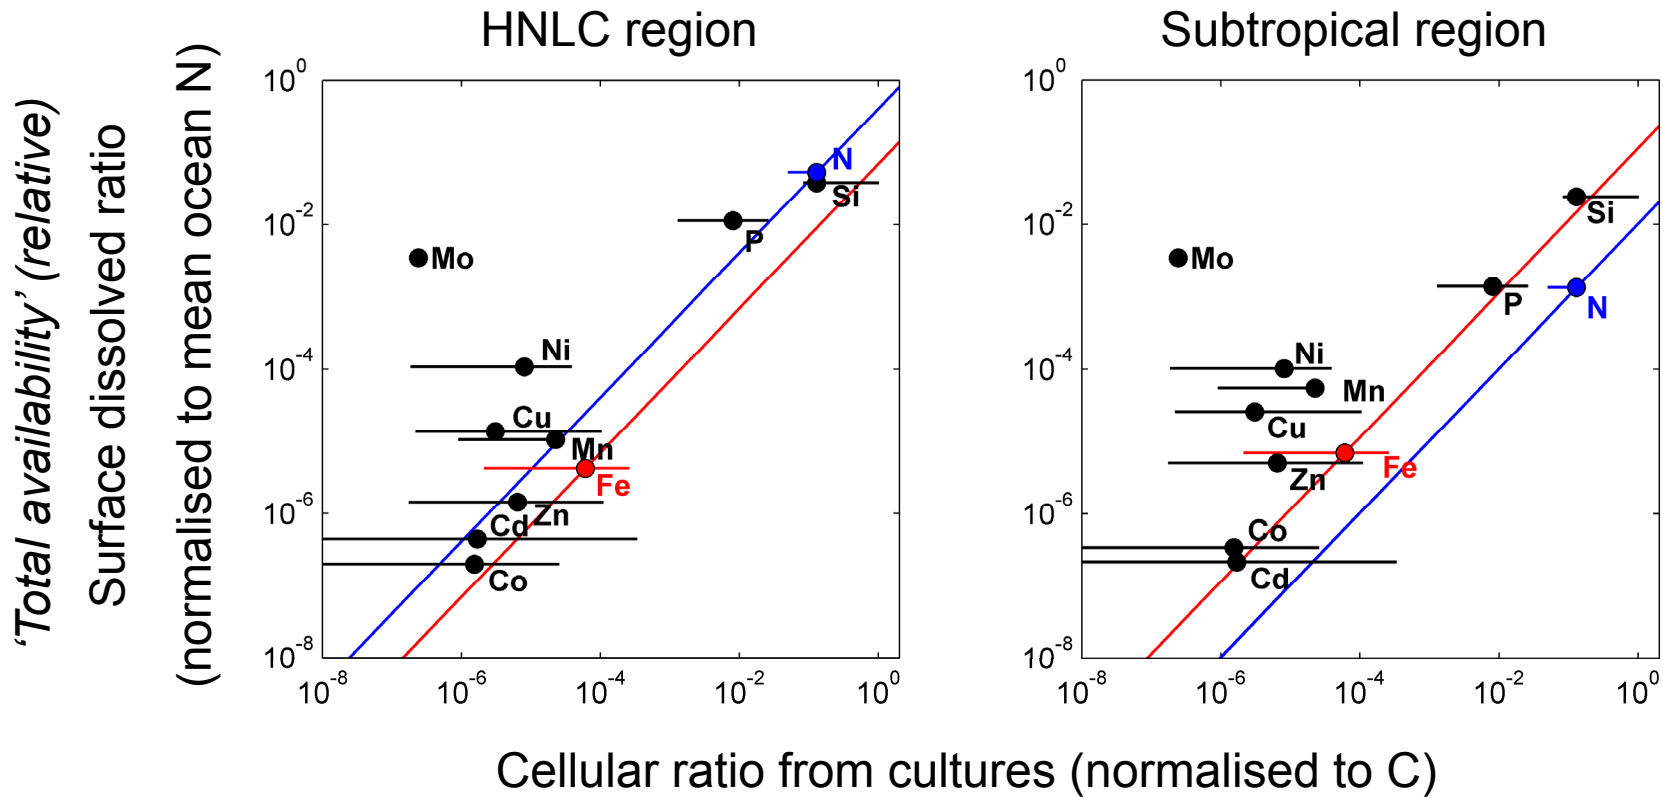 HNLC region
Subtropical region
'Total availability' (relative)
Surface dissolved ratio
(normalised to mean ocean N)
10^0
10^-2
10^-4
10^-6
10^-8
10^-8
10^-6
10^-4
10^-2
10^0
N
Si
P
Mo
Ni
Cu
Mn
Fe
Zn
Cd
Co
10^0
10^-2
10^-4
10^-6
10^-8
10^-8
10^-6
10^-4
10^-2
10^0
Si
Mo
P
N
Ni
Mn
Cu
Fe
Zn
Co
Cd
Cellular ratio from cultures (normalised to C)